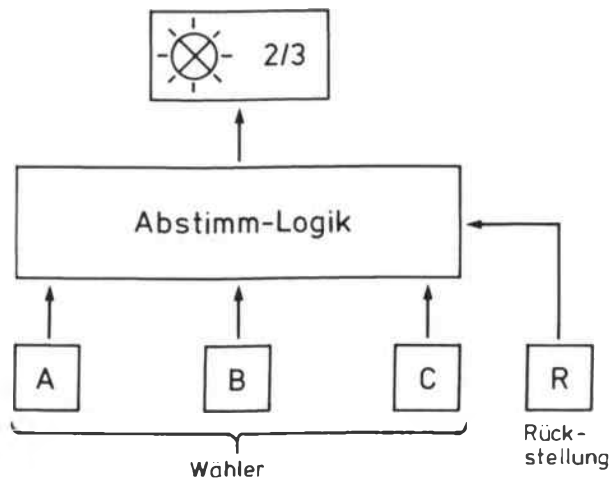 2/3
Abstimm-Logik
A B C R
Wähler
Rück-
stellung